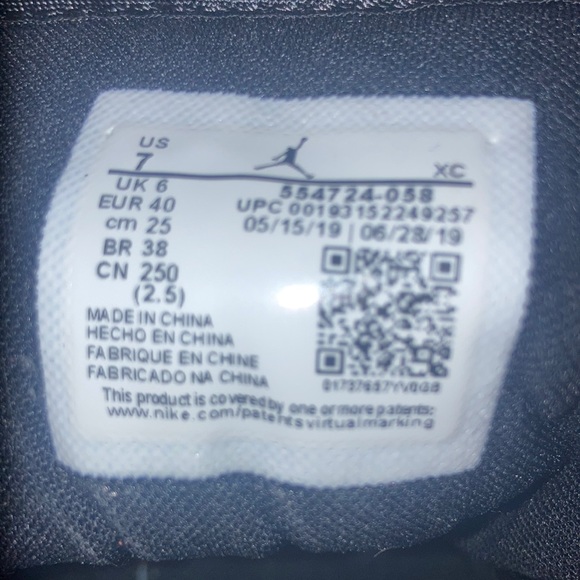 US
7
XC
UK 6
EUR 40
cm 25
BR 38
CN 250
(2.5)
554724-058
UPC 00193152249257
05/15/19 | 06/28/19
MADE IN CHINA
HECHO EN CHINA
FABRIQUE EN CHINE
FABRICADO NA CHINA
This product is covered by one or more patents:
www.nike.com/patentsvirtualmarking